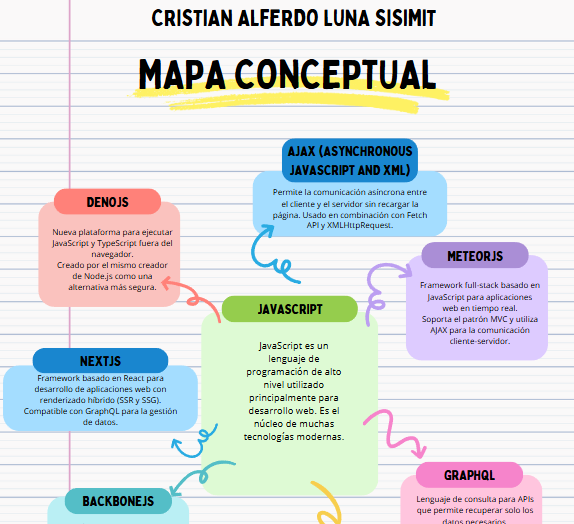 CRISTIAN ALFERDO LUNA SISIMIT
MAPA CONCEPTUAL
AJAX (ASYNCHRONOUS
JAVASCRIPT AND XML)
Permite la comunicación asíncrona entre
el cliente y el servidor sin recargar la
página. Usado en combinación con Fetch
API y XMLHttpRequest.
DENOJS
Nueva plataforma para ejecutar
JavaScript y TypeScript fuera del
navegador.
Creado por el mismo creador
de Node.js como una
alternativa más segura.
METEORJS
Framework full-stack basado en
JavaScript para aplicaciones
web en tiempo real.
Soporta el patrón MVC y utiliza
AJAX para la comunicación
cliente-servidor.
JAVASCRIPT
JavaScript es un
lenguaje de
programación de alto
nivel utilizado
principalmente para
desarrollo web. Es el
núcleo de muchas
tecnologías modernas.
NEXTJS
Framework basado en React para
desarrollo de aplicaciones web con
renderizado híbrido (SSR y SSG).
Compatible con GraphQL para la gestión
de datos.
GRAPHQL
Lenguaje de consulta para APIs
que permite recuperar solo los
datos necesarios.
BACKBONEJS